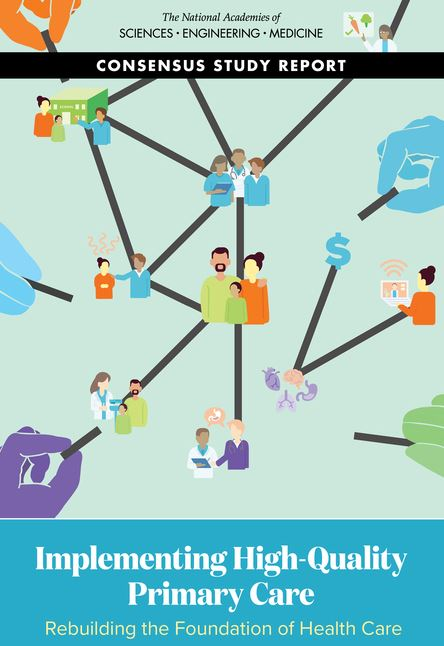 The National Academies of
SCIENCES • ENGINEERING • MEDICINE
CONSENSUS STUDY REPORT
$
Implementing High-Quality
Primary Care
Rebuilding the Foundation of Health Care